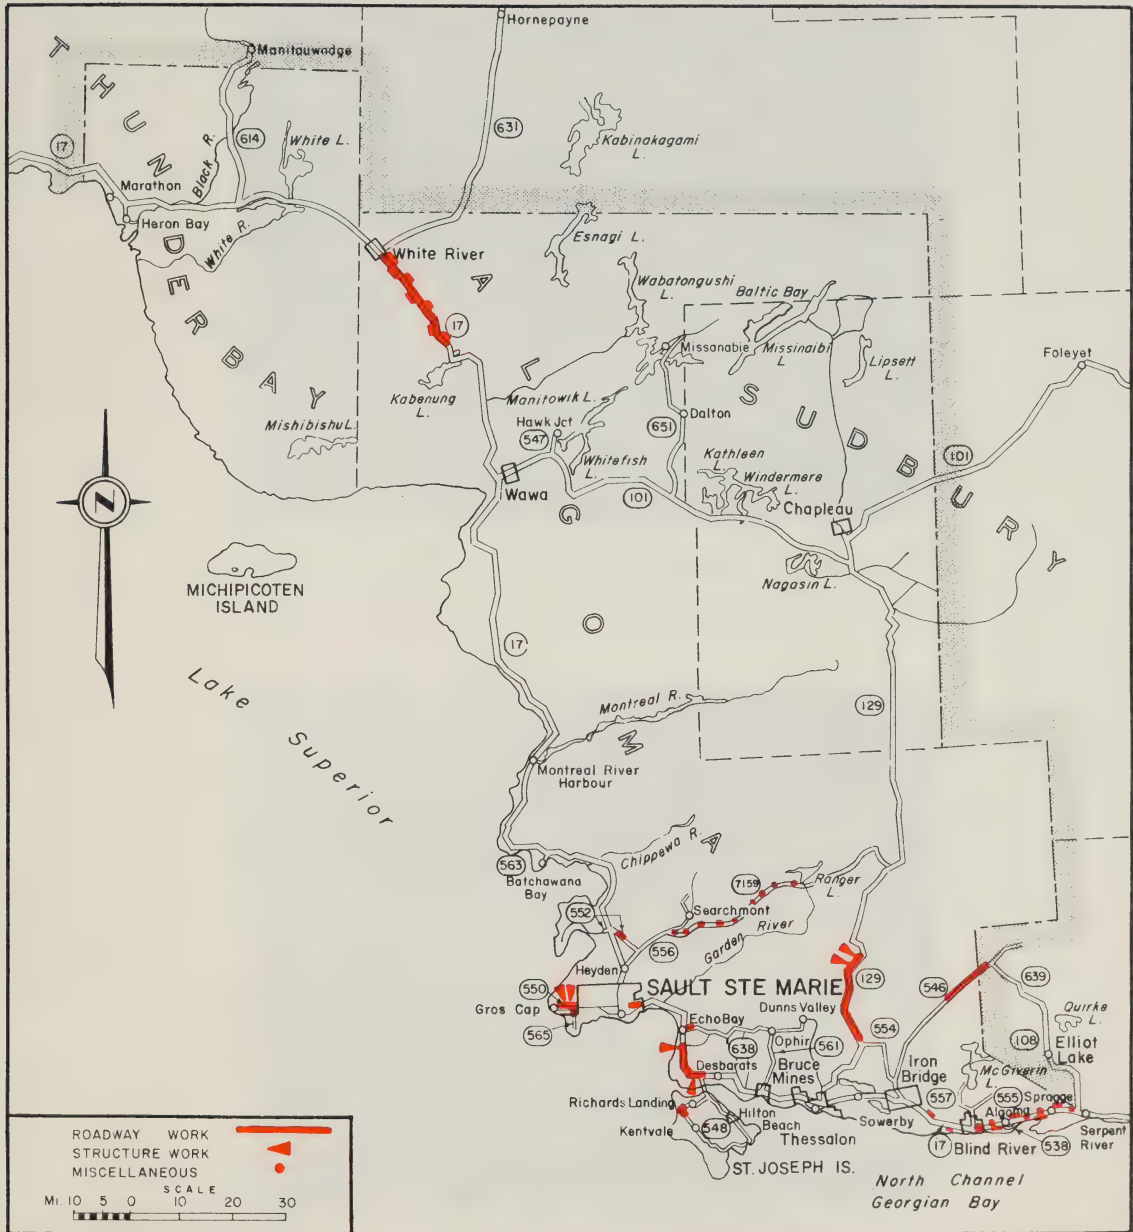 Hornepayne
Manitouwadge
THUNDER BAY
17
614
White L.
Black R.
631
Kabinakagami
L.
Marathon
Heron Bay
White R.
White River
Esnagi L.
Wabatongushi
L.
Baltic Bay
ALGOMA
17
Missanabie
Missinaibi
L
Lipsett
L.
Foleyet
SUDBURY
Kabenung
L.
Manitowik L.
Dalton
Mishibishu L.
Hawk Jct
547
651
Whitefish
L.
Kathleen
L.
Windermere
L.
101
Wawa
101
Chapleau
N
Nagasin L.
MICHIPICOTEN
ISLAND
17
Lake
Superior
Montreal R.
129
Montreal River
Harbour
Chippewa R.
563
Batchawana
Bay
7159
Ranger
L.
552
Searchmont
556
Garden
River
Heyden
550
SAULT STE MARIE
129
546
639
Gros Cap
Dunns Valley
Quirke
L.
565
Echo Bay
Ophir
554
638
561
108
Elliot
Lake
Desbarats
Bruce
Mines
Iron
Bridge
McGiverin
L.
Richards Landing
557
555
Spragge
Algoma
Hilton
Beach
Sowerby
Serpent
River
Kentvale
548
Thessalon
17
Blind River
538
ST. JOSEPH IS.
North Channel
Georgian Bay
ROADWAY WORK
STRUCTURE WORK
MISCELLANEOUS
SCALE
MI. 10 5 0 10 20 30